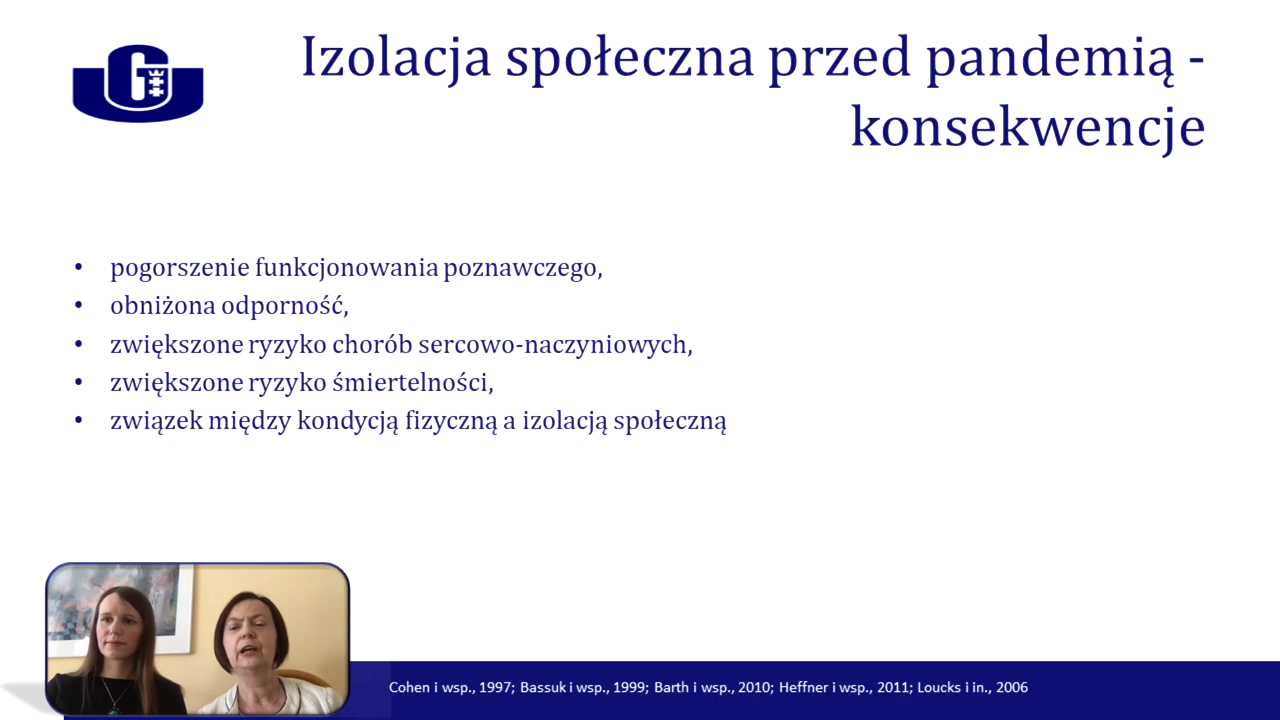 Izolacja społeczna przed pandemią -
konsekwencje
• pogorszenie funkcjonowania poznawczego,
• obniżona odporność,
• zwiększone ryzyko chorób sercowo-naczyniowych,
• zwiększone ryzyko śmiertelności,
• związek między kondycją fizyczną a izolacją społeczną
Cohen i wsp., 1997; Bassuk i wsp., 1999; Barth i wsp., 2010; Heffner i wsp., 2011; Loucks i in., 2006